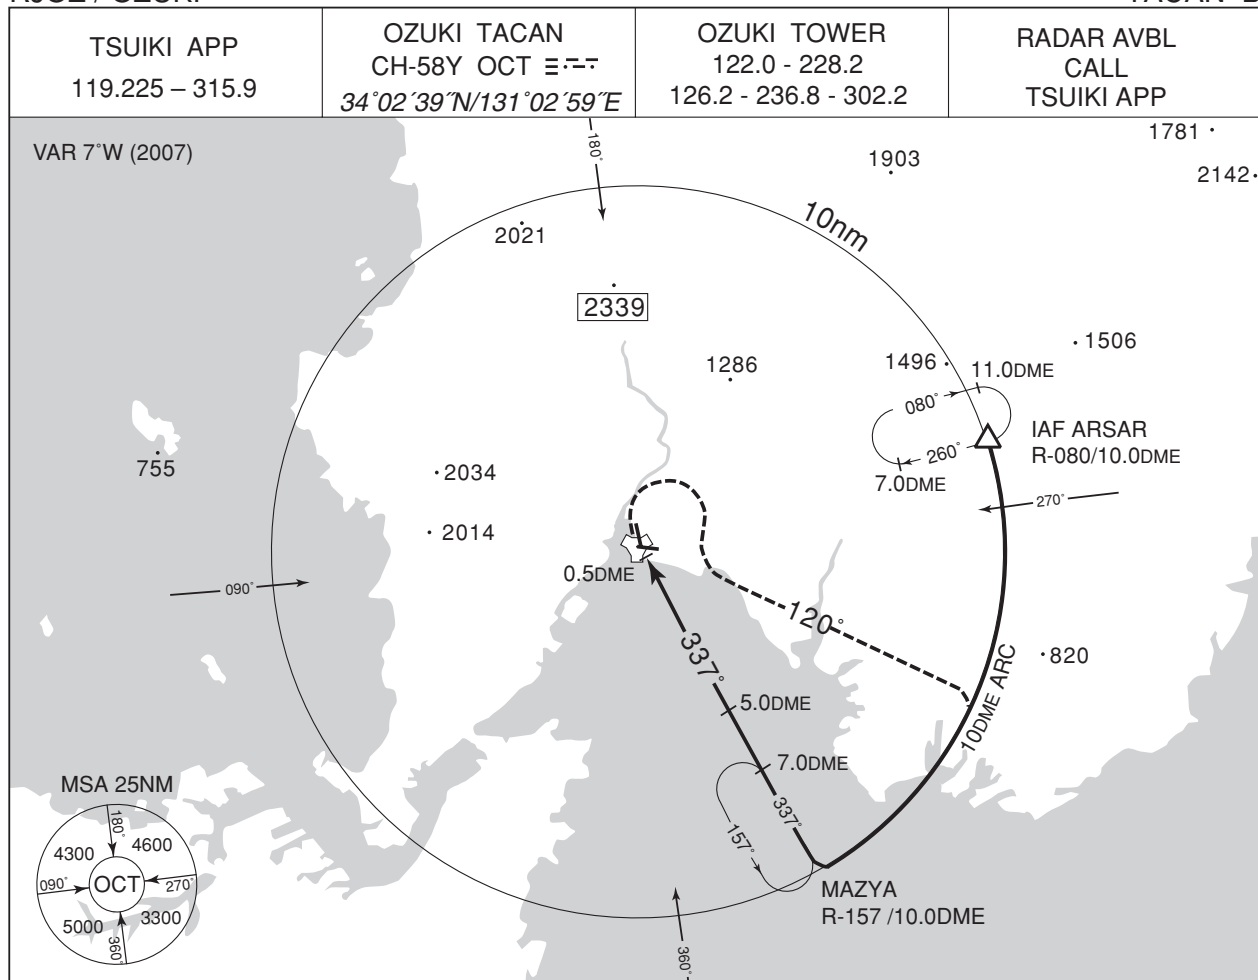 TSUIKI APP
119.225 – 315.9
OZUKI TACAN
CH-58Y OCT
34°02´39˝N/131°02´59˝E
OZUKI TOWER
122.0 - 228.2
126.2 - 236.8 - 302.2
RADAR AVBL
CALL
TSUIKI APP
VAR 7°W (2007)
180°
1903
1781
2142
10nm
2021
2339
1286
1496
1506
11.0DME
080°
260°
7.0DME
IAF ARSAR
R-080/10.0DME
755
2034
2014
270°
0.5DME
090°
120°
337°
820
10DME ARC
5.0DME
7.0DME
337°
157°
MAZYA
R-157 /10.0DME
360°
MSA 25NM
180°
4300
4600
090°
OCT
270°
5000
3300
360°